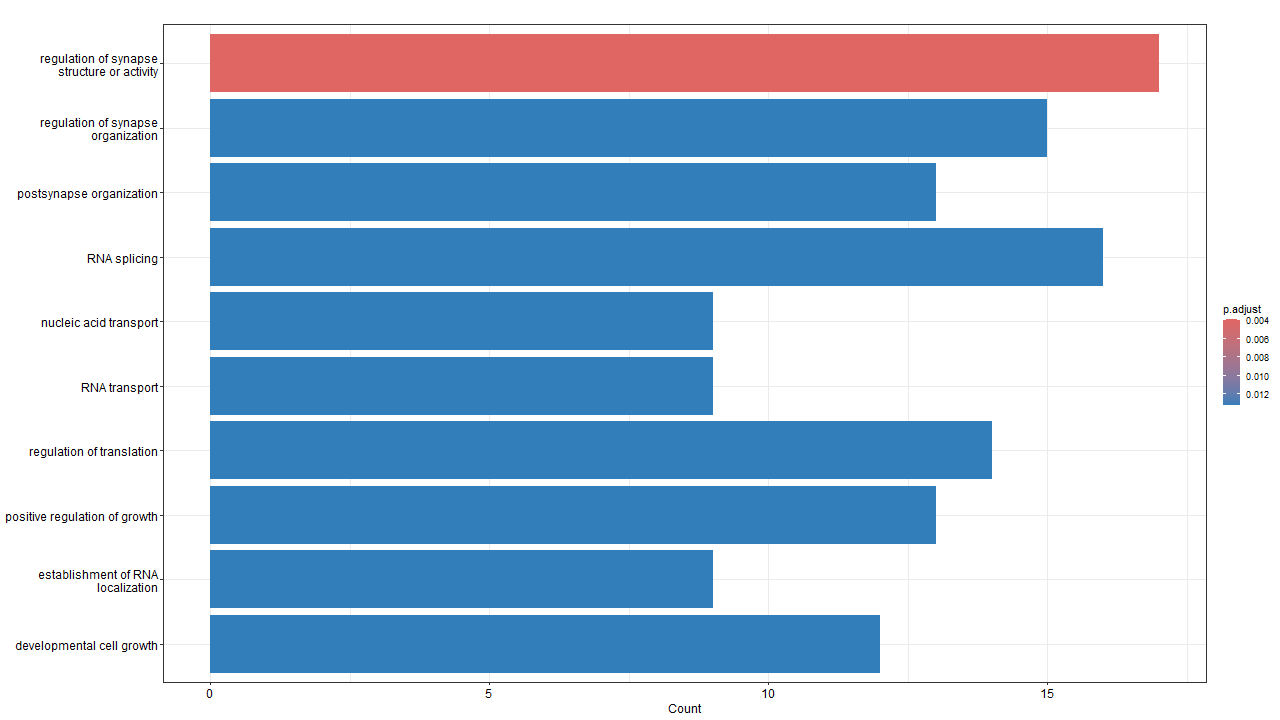 regulation of synapse
structure or activity
regulation of synapse
organization
postsynapse organization
RNA splicing
nucleic acid transport
RNA transport
regulation of translation
positive regulation of growth
establishment of RNA
localization
developmental cell growth
0 5 10 15
Count
p.adjust
0.004
0.006
0.008
0.010
0.012